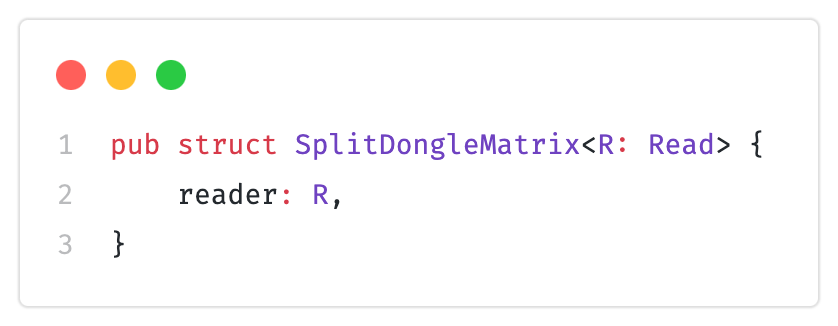 1 pub struct SplitDongleMatrix<R: Read> {
2     reader: R,
3 }